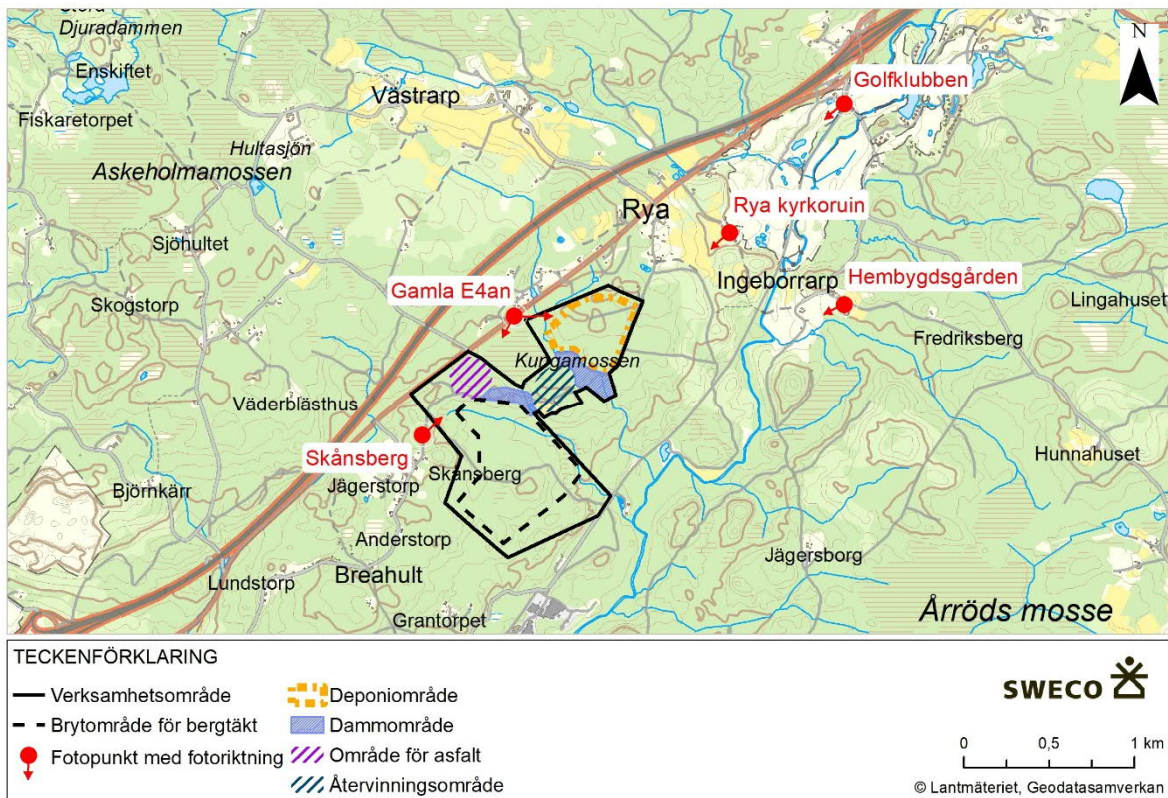 Stora
Djuradammen
Enskiftet
Fiskaretorpet
Västrarp
Golfklubben
N
Hultasjön
Askeholmamossen
Sjöhultet
Rya
Rya kyrkoruin
Skogstorp
Gamla E4an
Ingeborrarp
Hembygdsgården
Lingahuset
Fredriksberg
Kungamossen
Väderblästhus
Skånsberg
Skånsberg
Hunnahuset
Björnkärr
Jägerstorp
Anderstorp
Jägersborg
Lundstorp
Breahult
Grantorpet
Årröds mosse
TECKENFÖRKLARING
Verksamhetsområde
Brytområde för bergtäkt
Fotopunkt med fotoriktning
Deponiområde
Dammområde
Område för asfalt
Återvinningsområde
SWECO
0 0,5 1 km
© Lantmäteriet, Geodatasamverkan